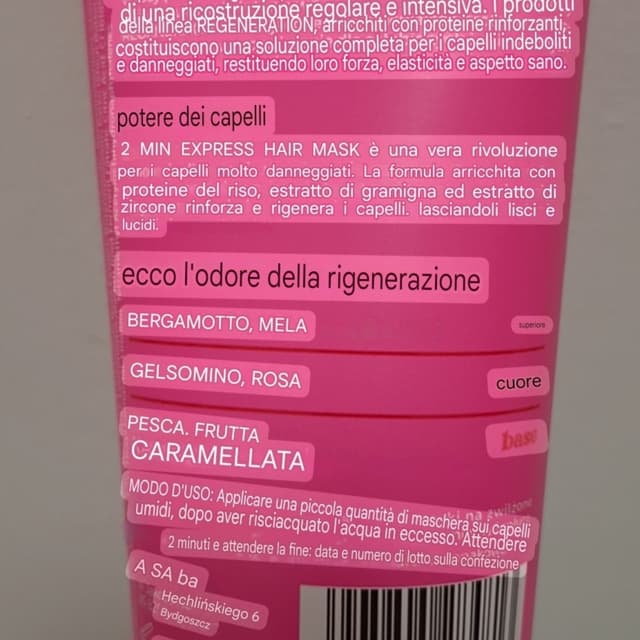 di una ricostruzione regolare e intensiva. I prodotti
della linea REGENERATION, arricchiti con proteine rinforzanti,
costituiscono una soluzione completa per i capelli indeboliti
e danneggiati, restituendo loro forza, elasticità e aspetto sano.
potere dei capelli
2 MIN EXPRESS HAIR MASK è una vera rivoluzione
per i capelli molto danneggiati. La formula arricchita con
proteine del riso, estratto di gramigna ed estratto di
zircone rinforza e rigenera i capelli. lasciandoli lisci e
lucidi.
ecco l'odore della rigenerazione
BERGAMOTTO, MELA
superiore
GELSOMINO, ROSA
cuore
PESCA. FRUTTA
CARAMELLATA
base
MODO D'USO: Applicare una piccola quantità di maschera sui capelli
umidi, dopo aver risciacquato l'acqua in eccesso. Attendere
2 minuti e attendere la fine: data e numero di lotto sulla confezione
A SA ba
Hechlińskiego 6
Bydgoszcz